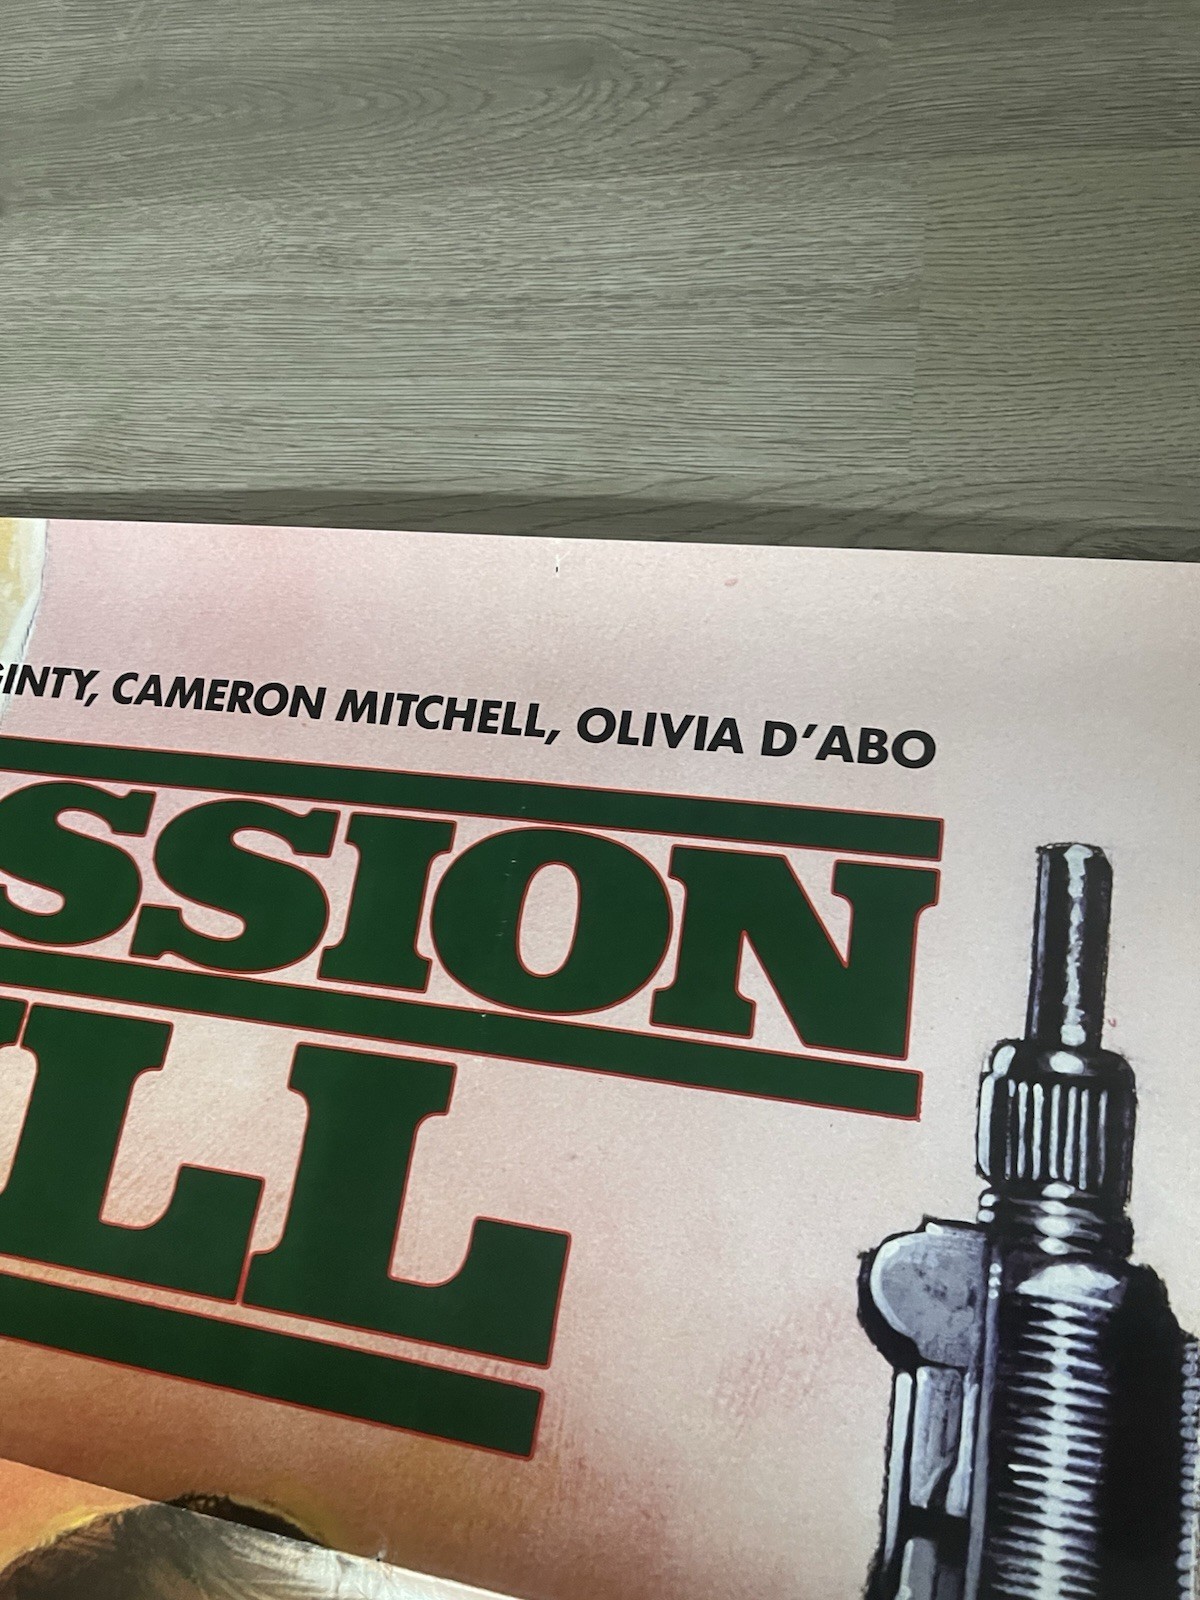 GINTY, CAMERON MITCHELL, OLIVIA D'ABO
SSION
LL